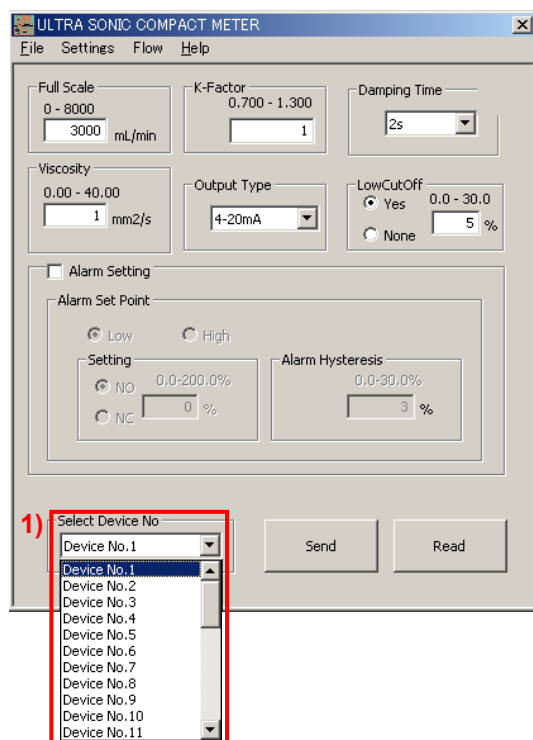 ULTRA SONIC COMPACT METER
File Settings Flow Help
Full Scale
0 - 8000
3000 mL/min
K-Factor
0.700 - 1.300
1
Damping Time
2s
Viscosity
0.00 - 40.00
1 mm2/s
Output Type
4-20mA
LowCutOff
Yes 0.0 - 30.0
5 %
None
Alarm Setting
Alarm Set Point
Low High
Setting
NO 0.0-200.0%
0 %
NC
Alarm Hysteresis
0.0-30.0%
3 %
1)
Select Device No
Device No.1
Send Read
Device No.1
Device No.2
Device No.3
Device No.4
Device No.5
Device No.6
Device No.7
Device No.8
Device No.9
Device No.10
Device No.11